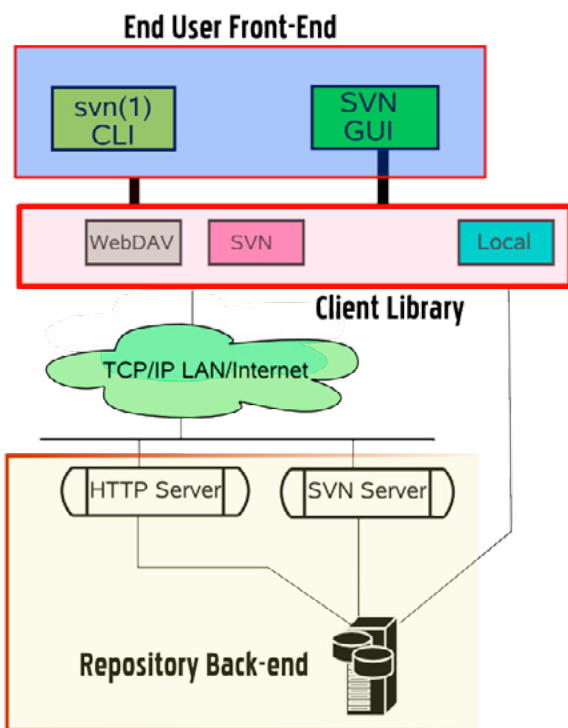 End User Front-End
svn(1)
CLI
SVN
GUI
WebDAV
SVN
Local
Client Library
TCP/IP LAN/Internet
HTTP Server
SVN Server
Repository Back-end